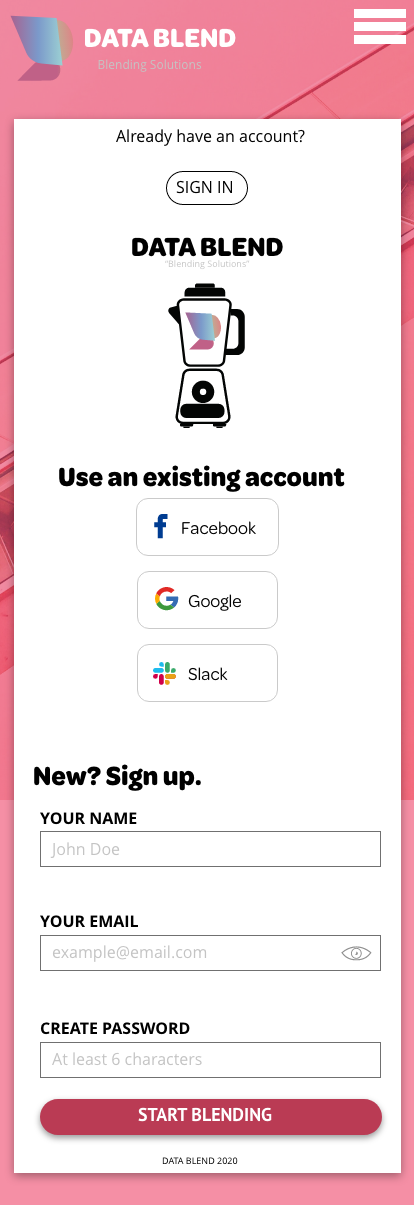 DATA BLEND
Blending Solutions
Already have an account?
SIGN IN
DATA BLEND
"Blending Solutions"
Use an existing account
Facebook
Google
Slack
New? Sign up.
YOUR NAME
John Doe
YOUR EMAIL
example@email.com
CREATE PASSWORD
At least 6 characters
START BLENDING
DATA BLEND 2020